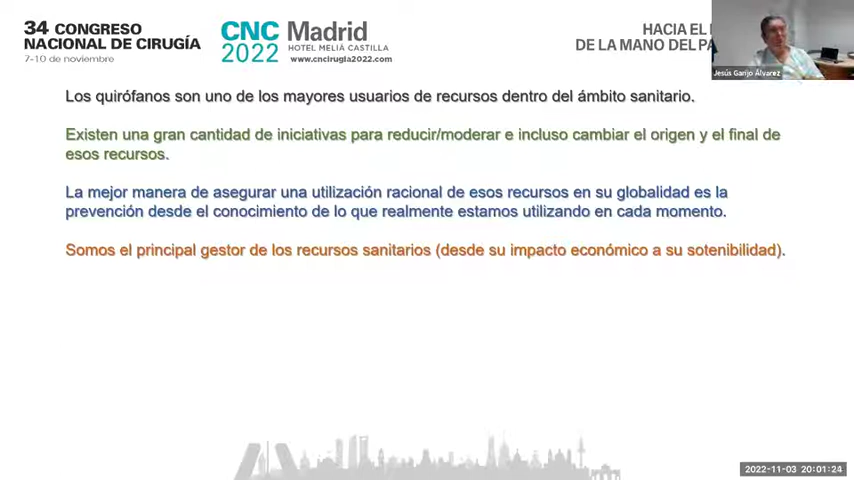 34 CONGRESO
NACIONAL DE CIRUGÍA
7-10 de noviembre
CNC Madrid
2022 HOTEL MELIÁ CASTILLA
www.cncirugia2022.com
HACIA EL
DE LA MANO DEL PA
Jesús Garijo Álvarez
Los quirófanos son uno de los mayores usuarios de recursos dentro del ámbito sanitario.
Existen una gran cantidad de iniciativas para reducir/moderar e incluso cambiar el origen y el final de
esos recursos.
La mejor manera de asegurar una utilización racional de esos recursos en su globalidad es la
prevención desde el conocimiento de lo que realmente estamos utilizando en cada momento.
Somos el principal gestor de los recursos sanitarios (desde su impacto económico a su sotenibilidad).
2022-11-03 20:01:24